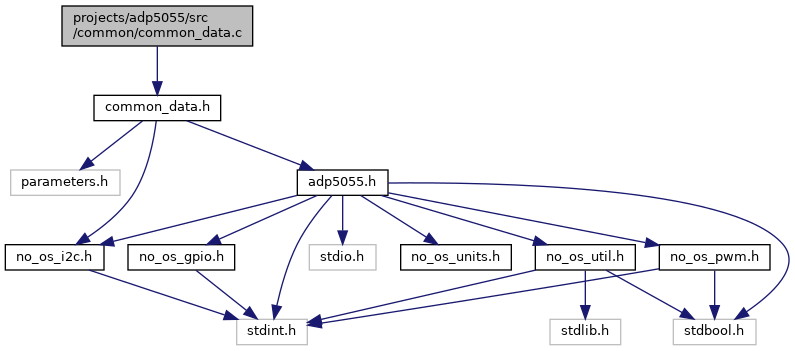 projects/adp5055/src
/common/common_data.c
common_data.h
parameters.h
adp5055.h
no_os_i2c.h
no_os_gpio.h
stdio.h
no_os_units.h
no_os_util.h
no_os_pwm.h
stdint.h
stdlib.h
stdbool.h